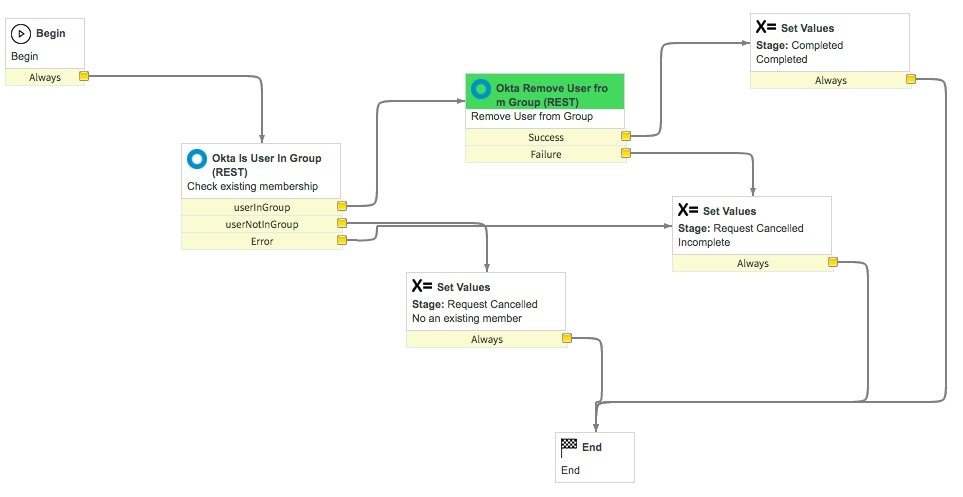 Begin
Begin
Always
Okta Is User In Group
(REST)
Check existing membership
userInGroup
userNotInGroup
Error
Okta Remove User fro
m Group (REST)
Remove User from Group
Success
Failure
X= Set Values
Stage: Completed
Completed
Always
X= Set Values
Stage: Request Cancelled
Incomplete
Always
X= Set Values
Stage: Request Cancelled
No an existing member
Always
End
End